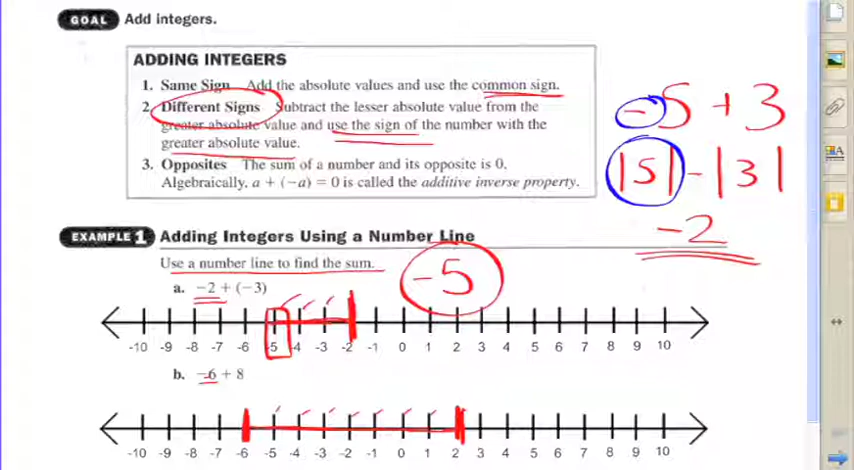 GOAL Add integers.
ADDING INTEGERS
1. Same Sign Add the absolute values and use the common sign.
2. Different Signs Subtract the lesser absolute value from the
greater absolute value and use the sign of the number with the
greater absolute value.
3. Opposites The sum of a number and its opposite is 0.
Algebraically, a + (−a) = 0 is called the additive inverse property.
-5 + 3
|5| - |3|
-2
EXAMPLE 1 Adding Integers Using a Number Line
Use a number line to find the sum.
a. −2 + (−3)
-5
-10 -9 -8 -7 -6 -5 -4 -3 -2 -1 0 1 2 3 4 5 6 7 8 9 10
b. −6 + 8
-10 -9 -8 -7 -6 -5 -4 -3 -2 -1 0 1 2 3 4 5 6 7 8 9 10